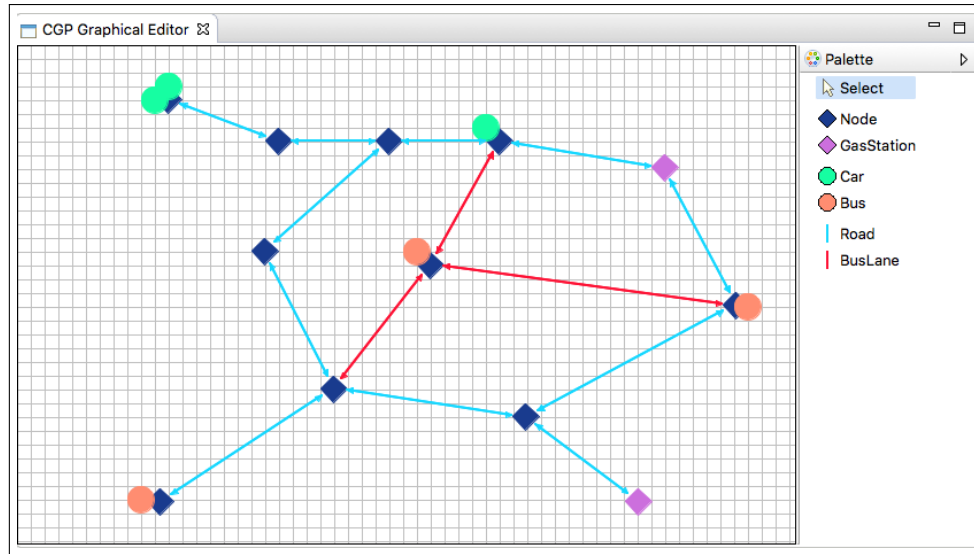 CGP Graphical Editor
Palette
Select
Node
GasStation
Car
Bus
Road
BusLane